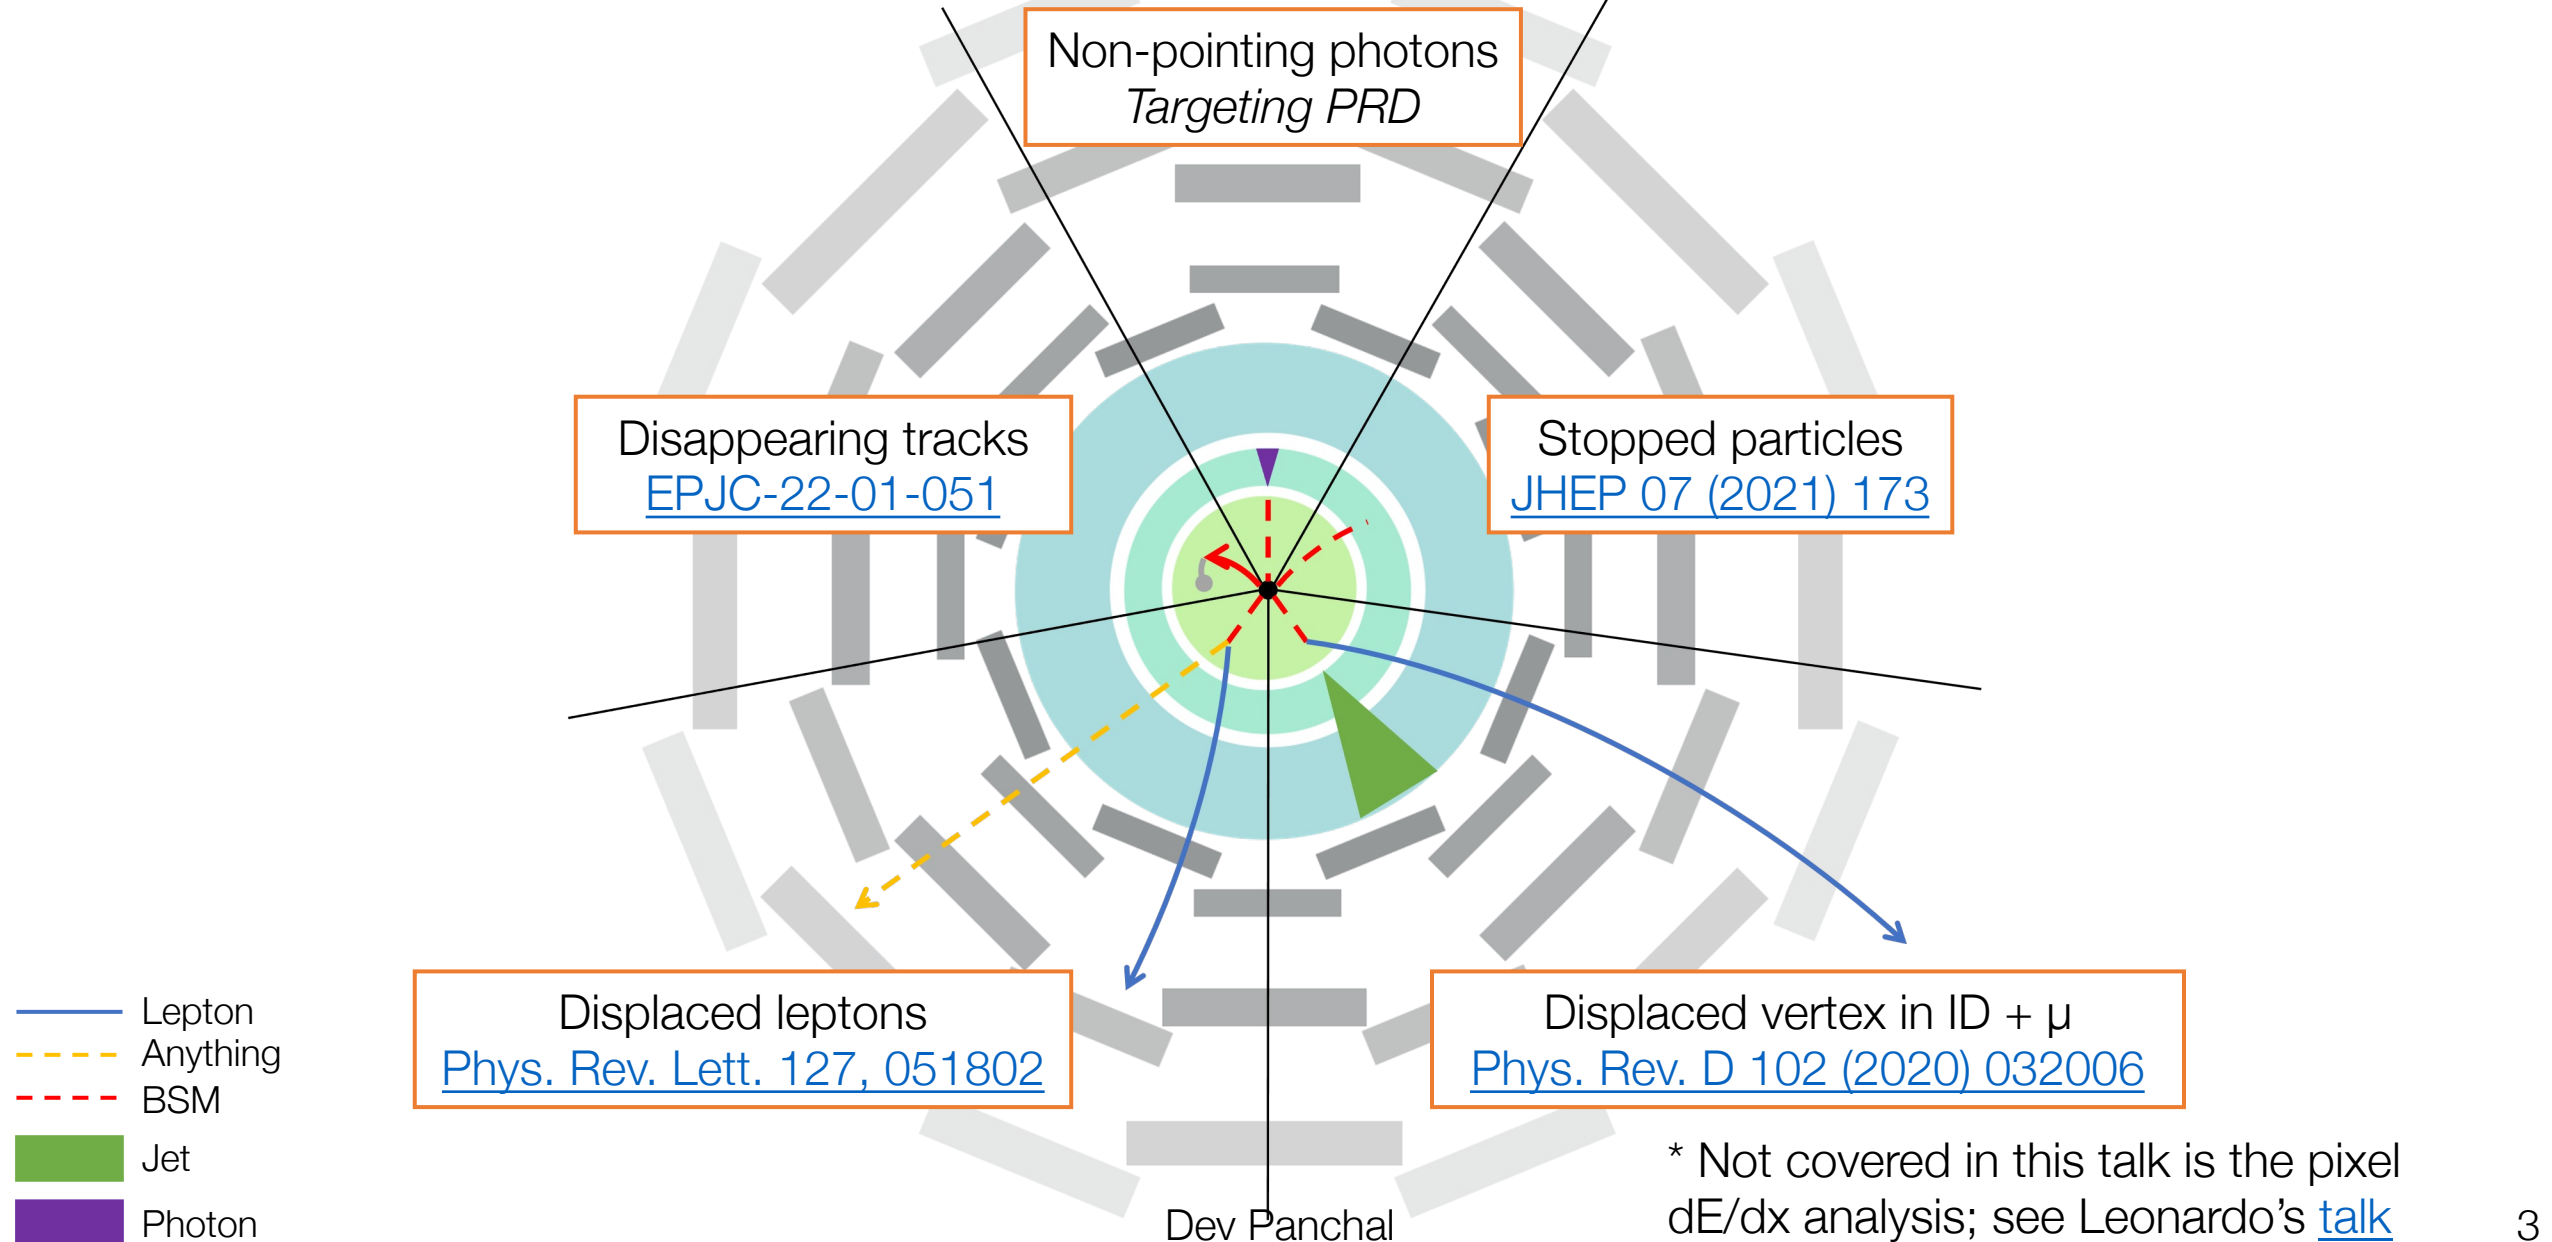 Non-pointing photons
Targeting PRD
Disappearing tracks
EPJC-22-01-051
Stopped particles
JHEP 07 (2021) 173
Displaced leptons
Phys. Rev. Lett. 127, 051802
Displaced vertex in ID + μ
Phys. Rev. D 102 (2020) 032006
Lepton
Anything
BSM
Jet
Photon
* Not covered in this talk is the pixel
dE/dx analysis; see Leonardo’s talk
Dev Panchal
3